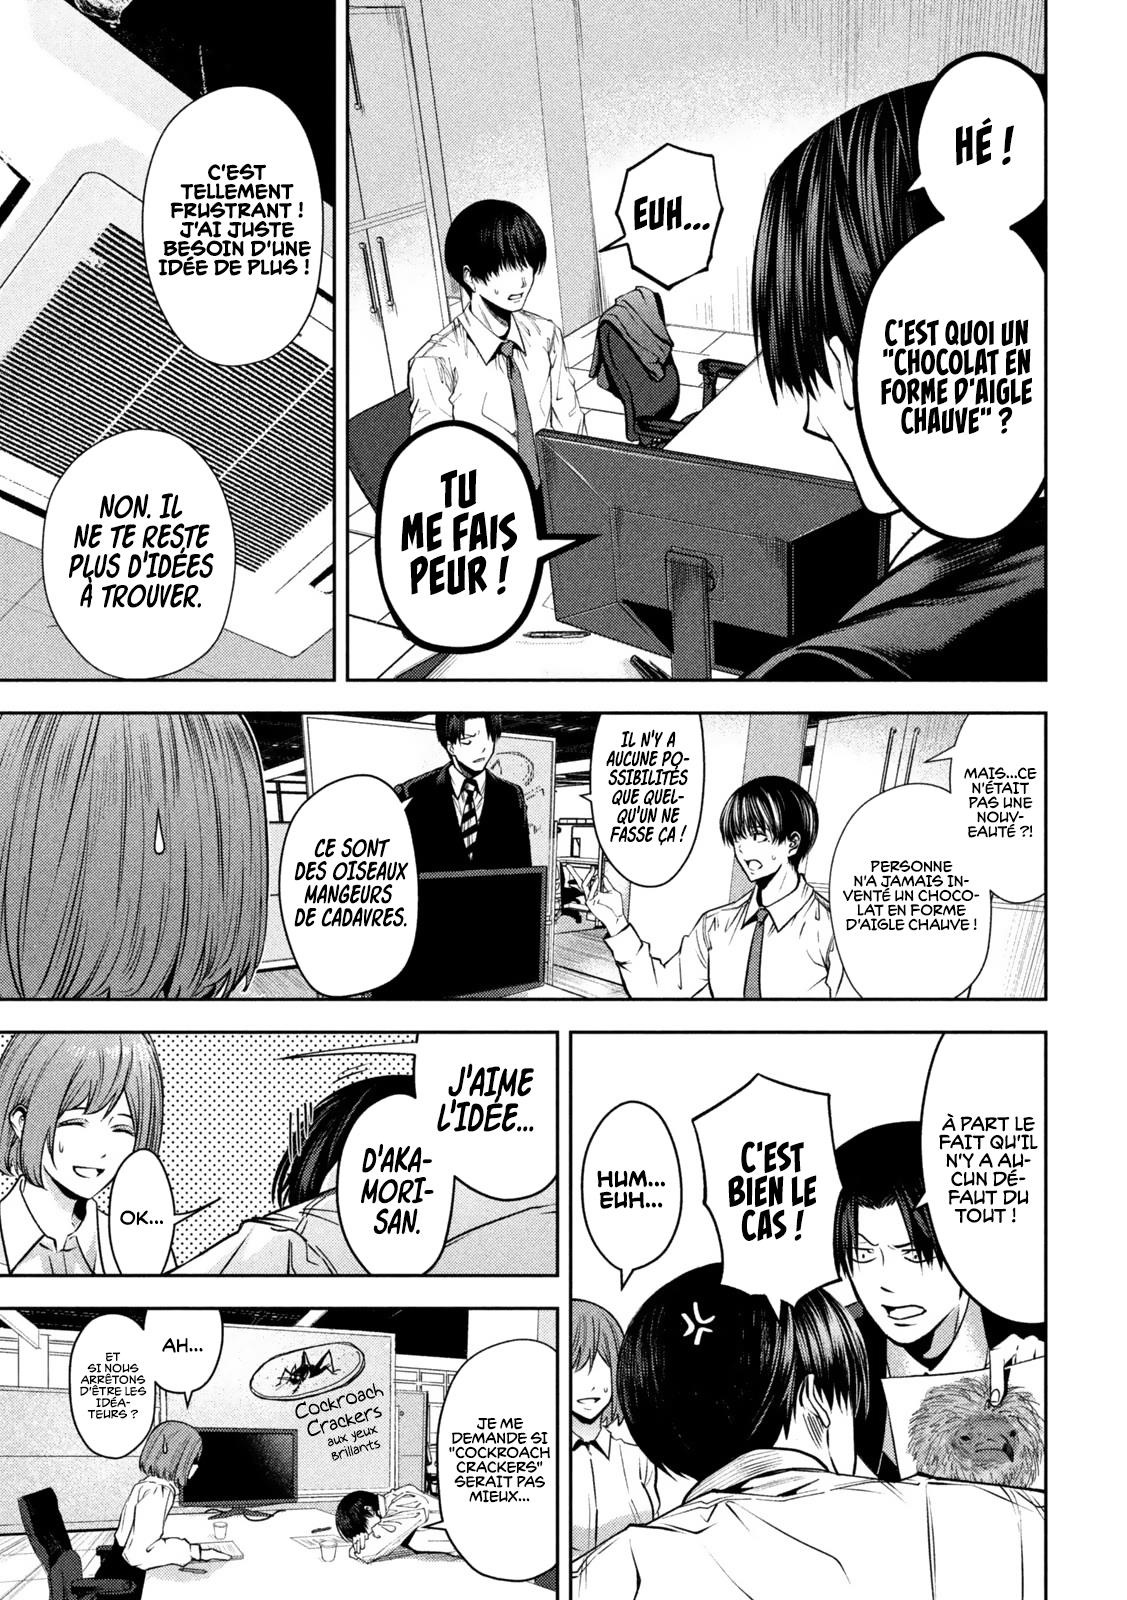 HÉ !
C'EST QUOI UN
"CHOCOLAT EN
FORME D'AIGLE
CHAUVE" ?
EUH...
TU
ME FAIS
PEUR !
C'EST
TELLEMENT
FRUSTRANT !
J'AI JUSTE
BESOIN D'UNE
IDÉE DE PLUS !
NON. IL
NE TE RESTE
PLUS D'IDÉES
À TROUVER.
MAIS...CE
N'ÉTAIT
PAS UNE
NOUV-
EAUTÉ ?!
PERSONNE
N'A JAMAIS IN-
VENTÉ UN CHOCO-
LAT EN FORME
D'AIGLE CHAUVE !
IL N'Y A
AUCUNE PO-
SSIBILITÉS
QUE QUEL-
QU'UN NE
FASSE ÇA !
CE SONT
DES OISEAUX
MANGEURS
DE CADAVRES.
À PART LE
FAIT QU'IL
N'Y A AU-
CUN DÉ-
FAUT DU
TOUT !
C'EST
BIEN LE
CAS !
HUM...
EUH...
J'AIME
L'IDÉE...
D'AKA-
MORI-
SAN.
OK...
JE ME
DEMANDE SI
"COCKROACH
CRACKERS"
SERAIT PAS
MIEUX...
Cockroach
Crackers
aux yeux
Brillants
AH...
ET
SI NOUS
ARRÊTONS
D'ÊTRE LES
IDÉA-
TEURS ?